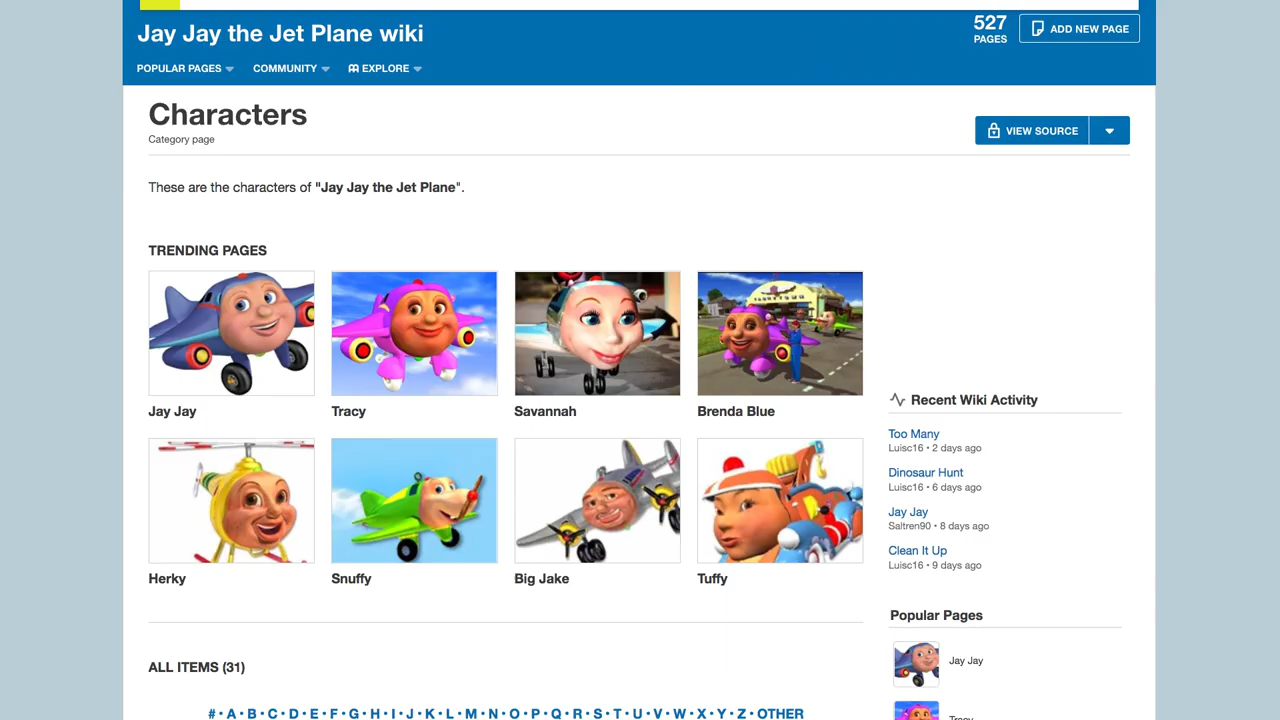 Jay Jay the Jet Plane wiki
527
PAGES
ADD NEW PAGE
POPULAR PAGES
COMMUNITY
EXPLORE
Characters
Category page
VIEW SOURCE
These are the characters of "Jay Jay the Jet Plane".
TRENDING PAGES
Jay Jay
Tracy
Savannah
Brenda Blue
Herky
Snuffy
Big Jake
Tuffy
Recent Wiki Activity
Too Many
Luisc16 • 2 days ago
Dinosaur Hunt
Luisc16 • 6 days ago
Jay Jay
Saltren90 • 8 days ago
Clean It Up
Luisc16 • 9 days ago
Popular Pages
Jay Jay
Tracy
ALL ITEMS (31)
# • A • B • C • D • E • F • G • H • I • J • K • L • M • N • O • P • Q • R • S • T • U • V • W • X • Y • Z • OTHER